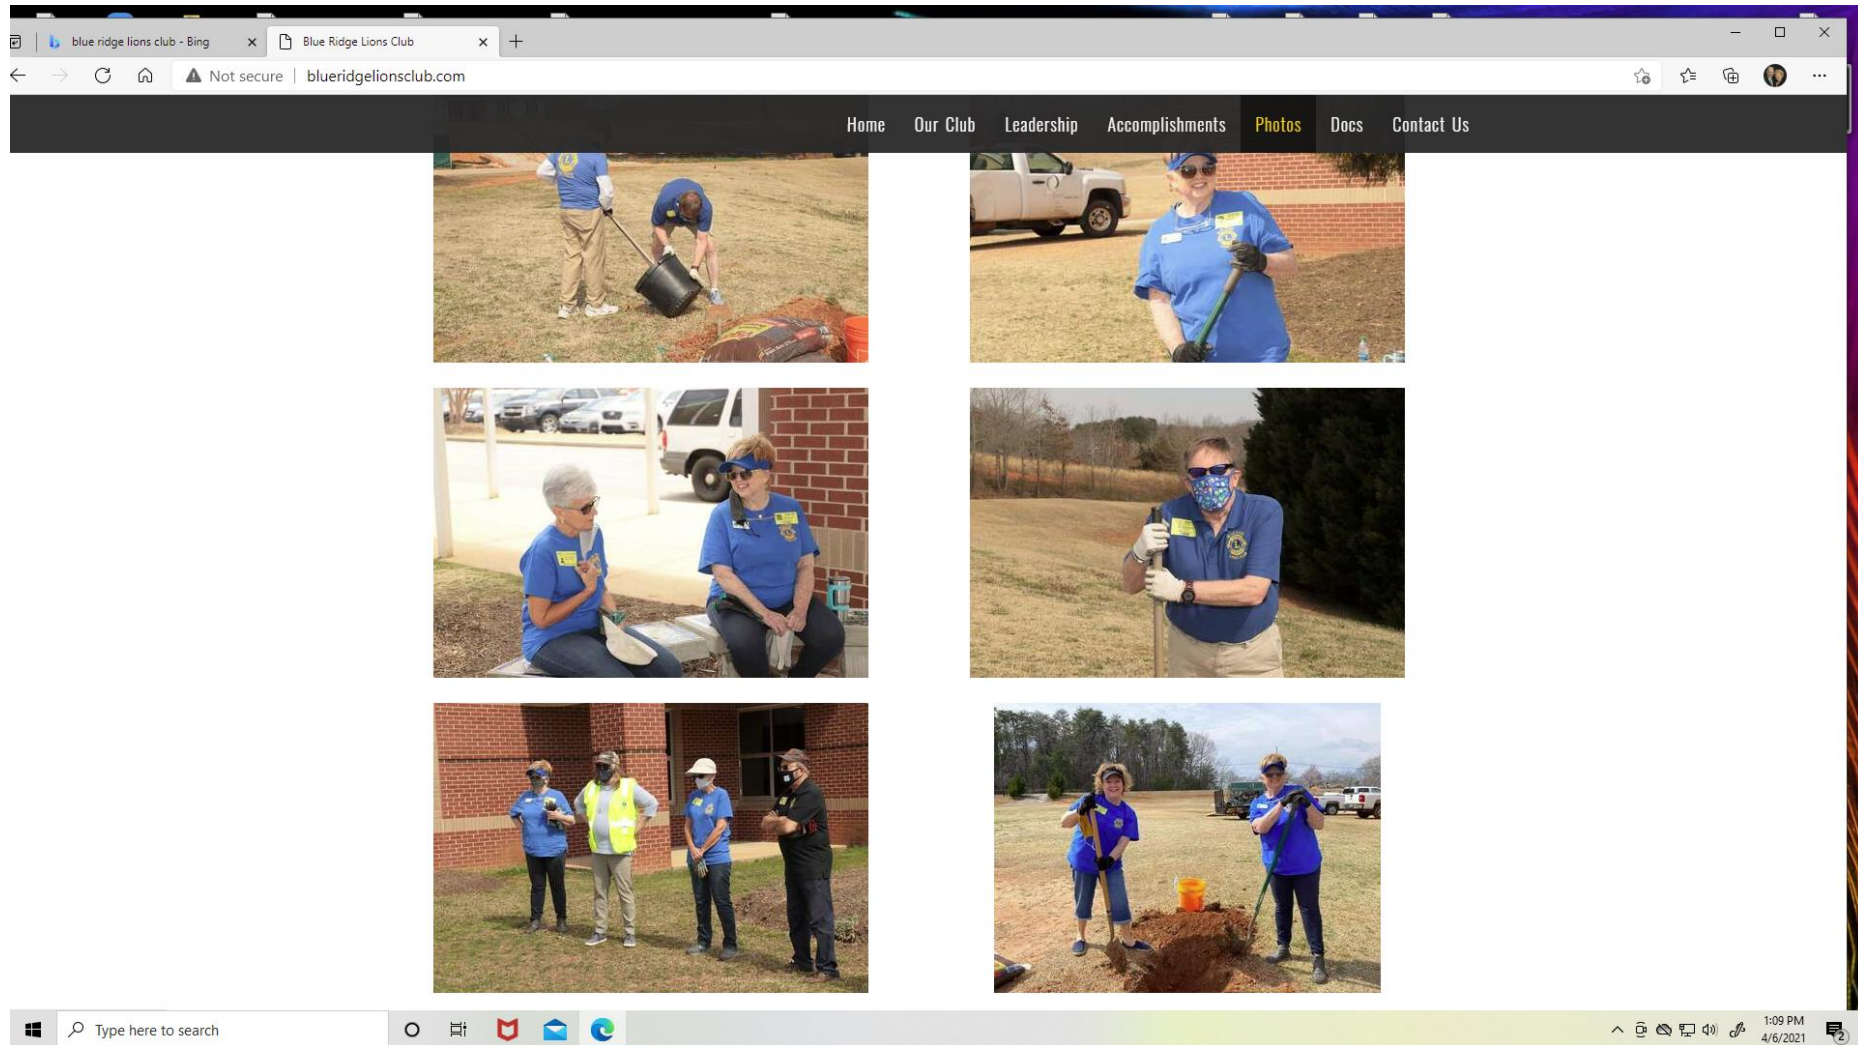 blue ridge lions club - Bing
Blue Ridge Lions Club
Not secure
blueridgelionsclub.com
Home
Our Club
Leadership
Accomplishments
Photos
Docs
Contact Us
Type here to search
1:09 PM
4/6/2021
2